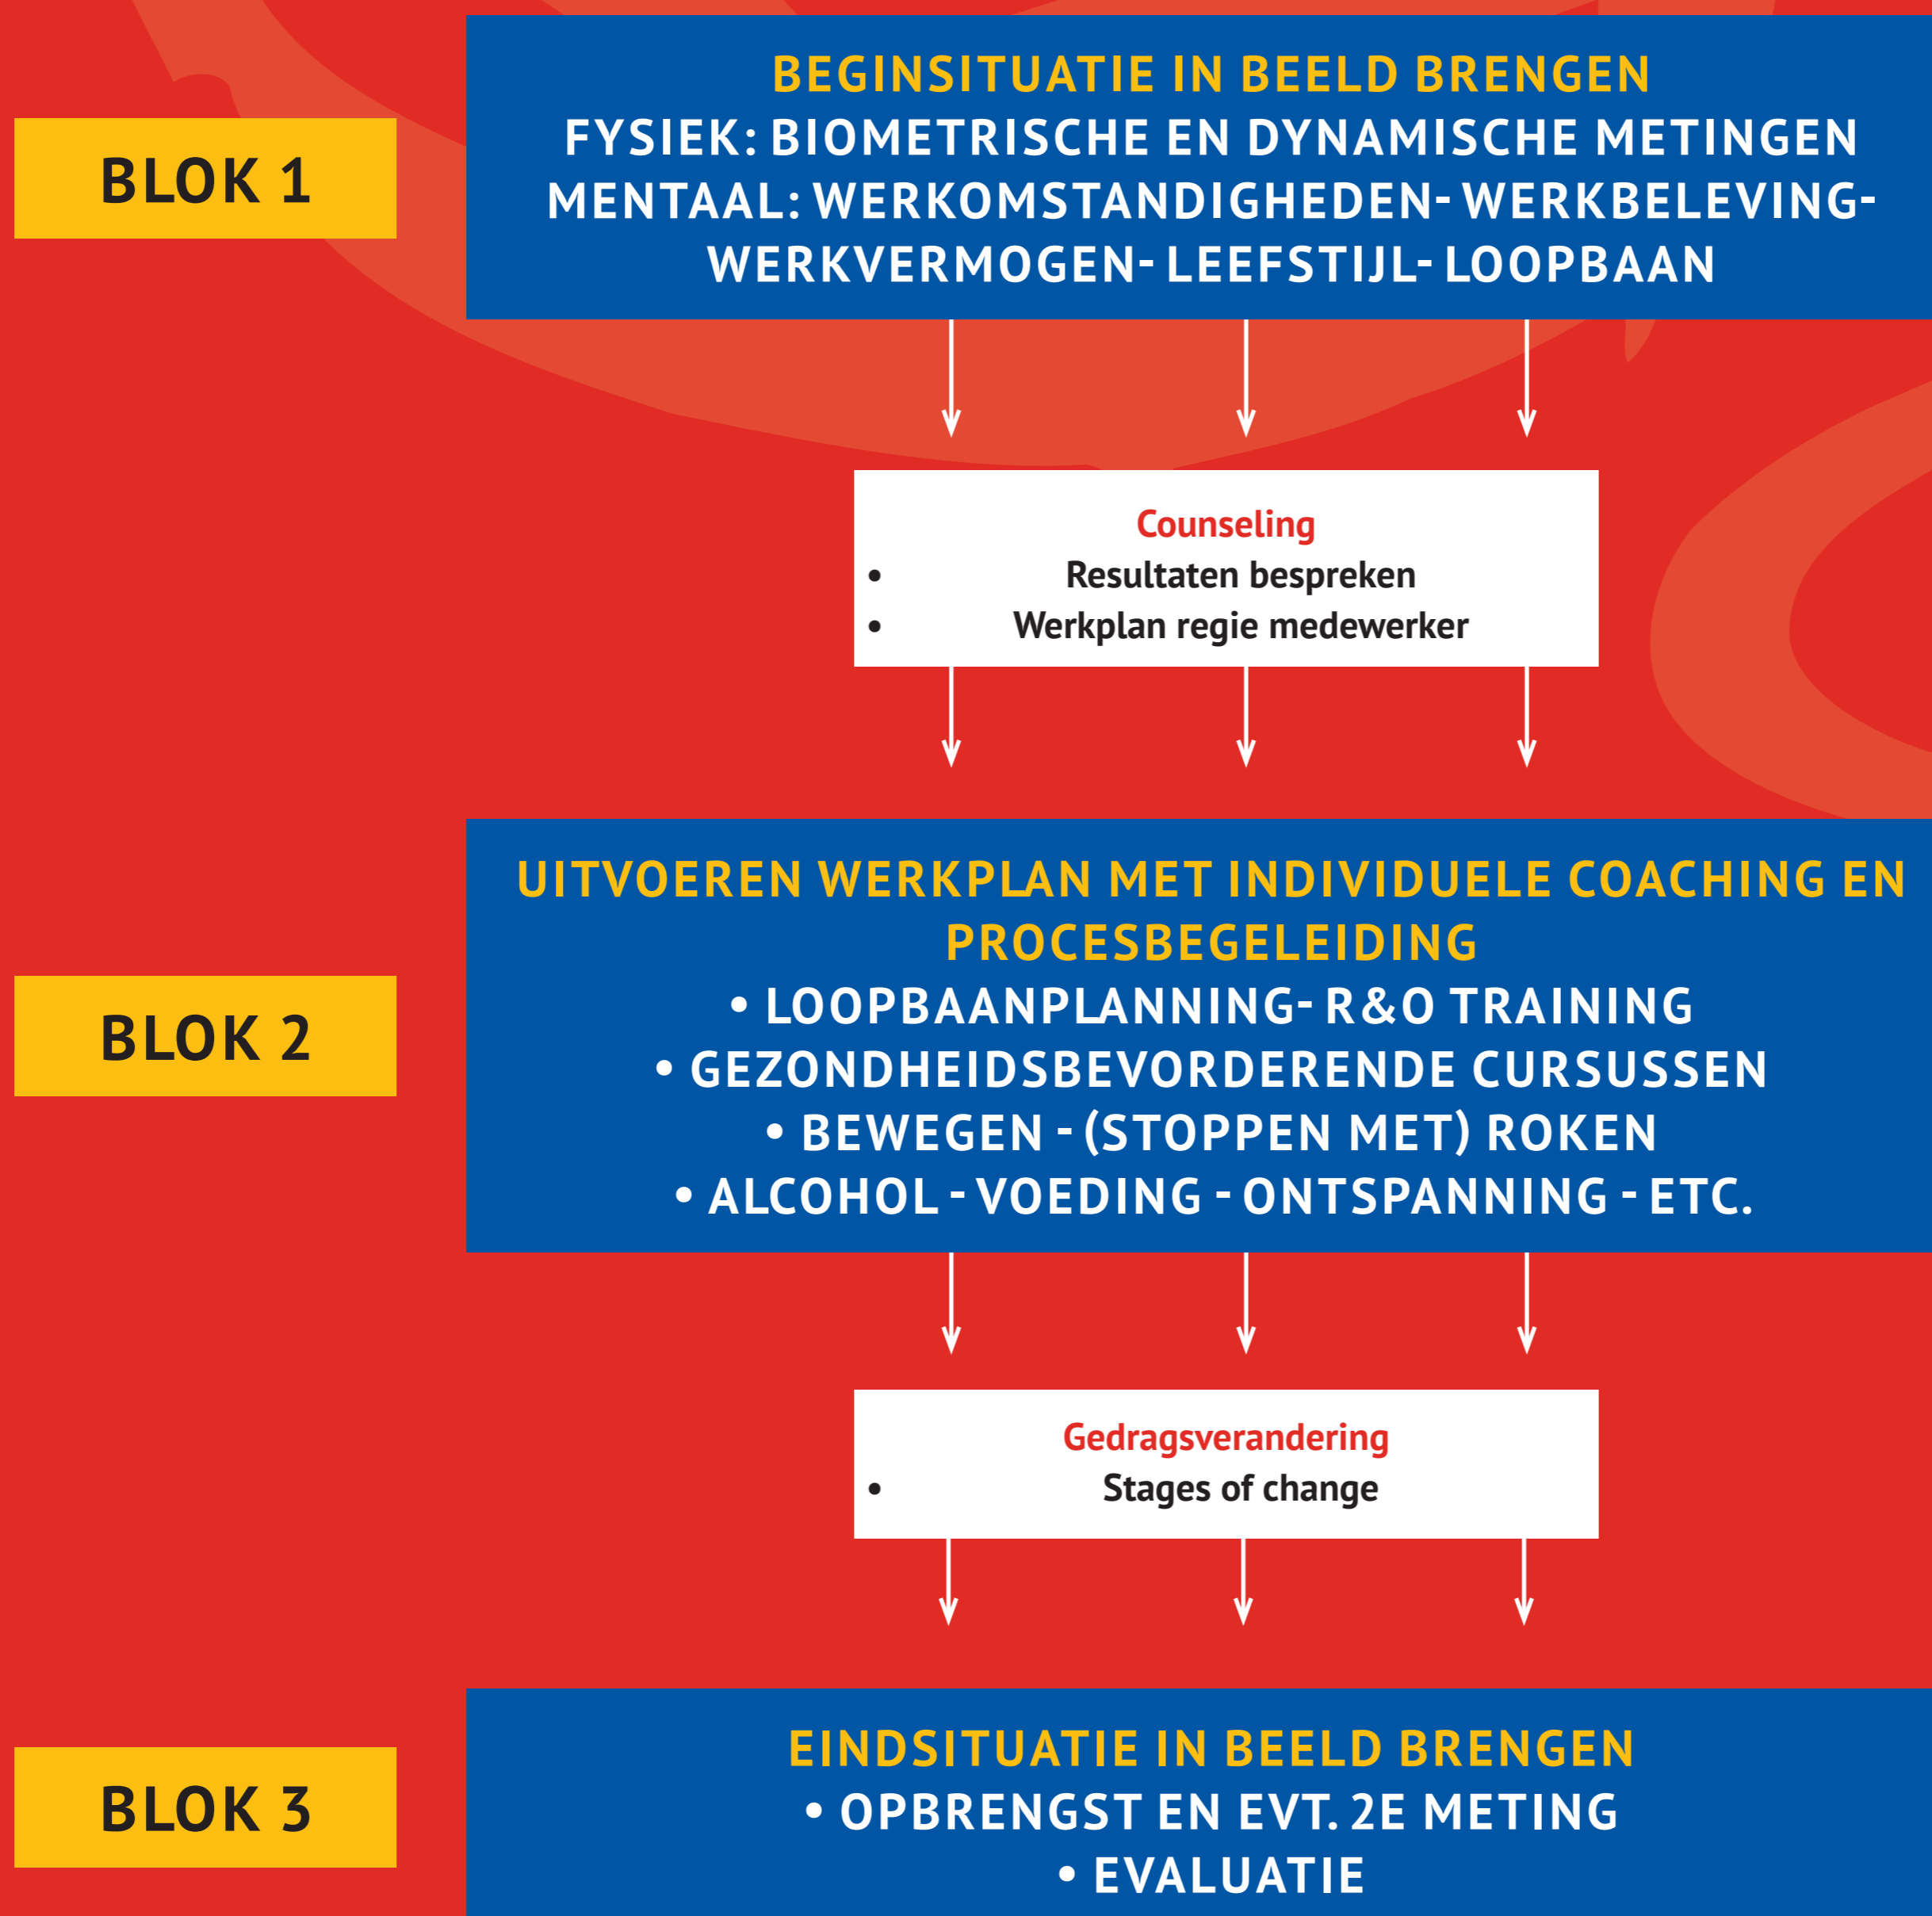 BLOK 1
BEGINSITUATIE IN BEELD BRENGEN
FYSIEK: BIOMETRISCHE EN DYNAMISCHE METINGEN
MENTAAL: WERKOMSTANDIGHEDEN- WERKBELEVING-
WERKVERMOGEN- LEEFSTIJL- LOOPBAAN
Counseling
• Resultaten bespreken
• Werkplan regie medewerker
BLOK 2
UITVOEREN WERKPLAN MET INDIVIDUELE COACHING EN
PROCESBEGELEIDING
• LOOPBAANPLANNING- R&O TRAINING
• GEZONDHEIDSBEVORDERENDE CURSUSSEN
• BEWEGEN - (STOPPEN MET) ROKEN
• ALCOHOL - VOEDING - ONTSPANNING - ETC.
Gedragsverandering
• Stages of change
BLOK 3
EINDSITUATIE IN BEELD BRENGEN
• OPBRENGST EN EVT. 2E METING
• EVALUATIE